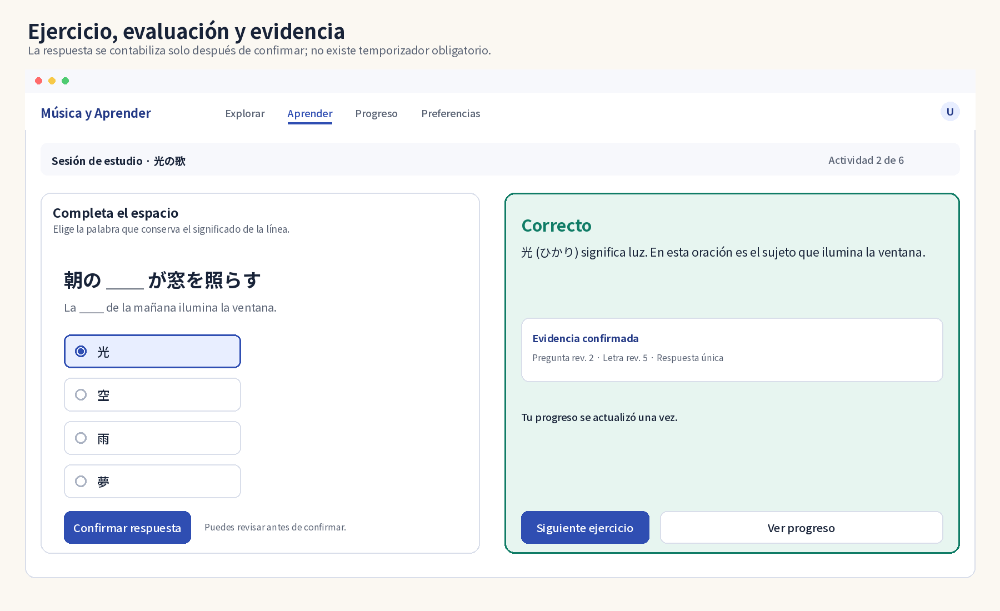 Ejercicio, evaluación y evidencia
La respuesta se contabiliza solo después de confirmar; no existe temporizador obligatorio.
Música y Aprender
Explorar
Aprender
Progreso
Preferencias
U
Sesión de estudio · 光の歌
Actividad 2 de 6
Completa el espacio
Elige la palabra que conserva el significado de la línea.
朝の ____ が窓を照らす
La ____ de la mañana ilumina la ventana.
光
空
雨
夢
Confirmar respuesta
Puedes revisar antes de confirmar.
Correcto
光 (ひかり) significa luz. En esta oración es el sujeto que ilumina la ventana.
Evidencia confirmada
Pregunta rev. 2 · Letra rev. 5 · Respuesta única
Tu progreso se actualizó una vez.
Siguiente ejercicio
Ver progreso